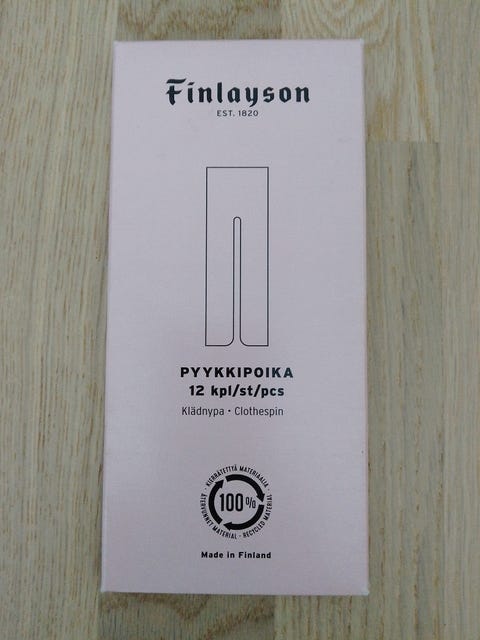 Finlayson
EST. 1820
PYYKKIPOIKA
12 kpl/st/pcs
Klädnypa · Clothespin
· KIERRÄTETTYÄ MATERIAALIA · RECYCLED MATERIAL · ÅTERVUNNET MATERIAL
100%
Made in Finland